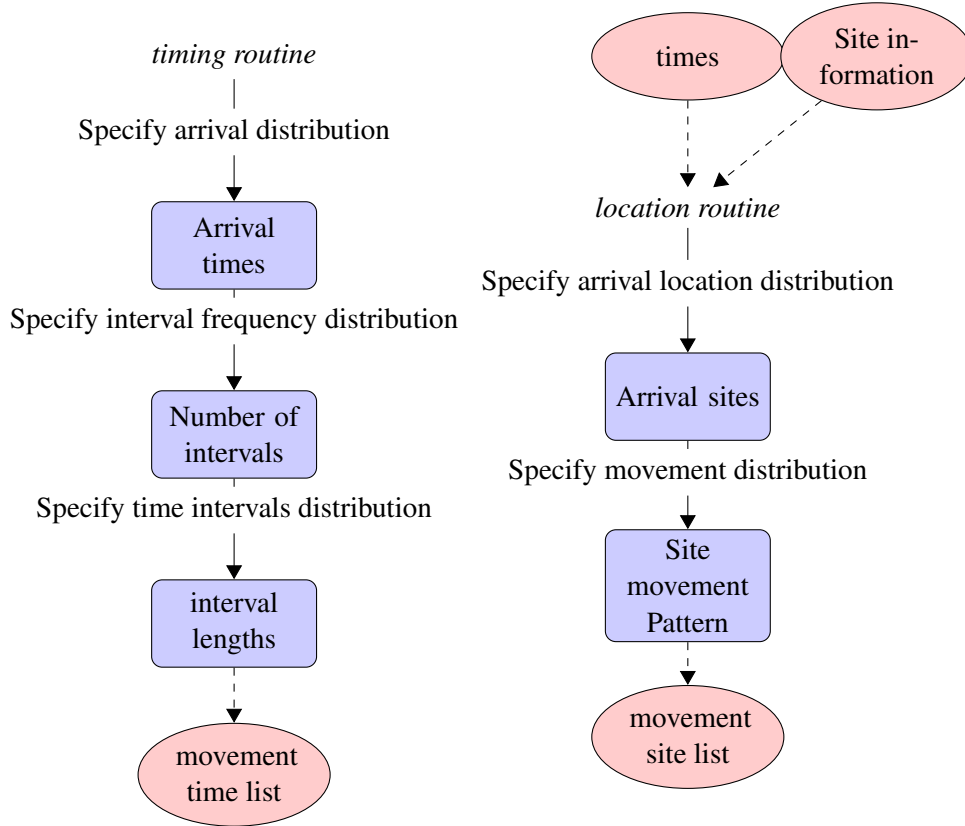 timing routine
Specify arrival distribution
Arrival
times
Specify interval frequency distribution
Number of
intervals
Specify time intervals distribution
interval
lengths
movement
time list
times
Site in-
formation
location routine
Specify arrival location distribution
Arrival sites
Specify movement distribution
Site
movement
Pattern
movement
site list